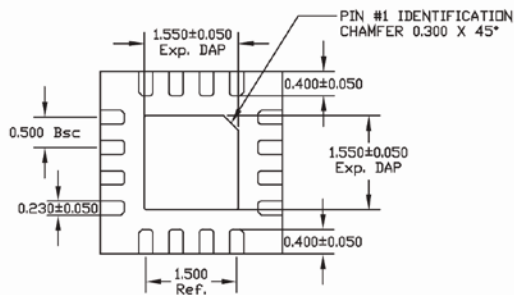 PIN #1 IDENTIFICATION
CHAMFER 0.300 X 45°
1.550±0.050
Exp. DAP
0.400±0.050
0.500 Bsc
1.550±0.050
Exp. DAP
0.230±0.050
0.400±0.050
1.500
Ref.